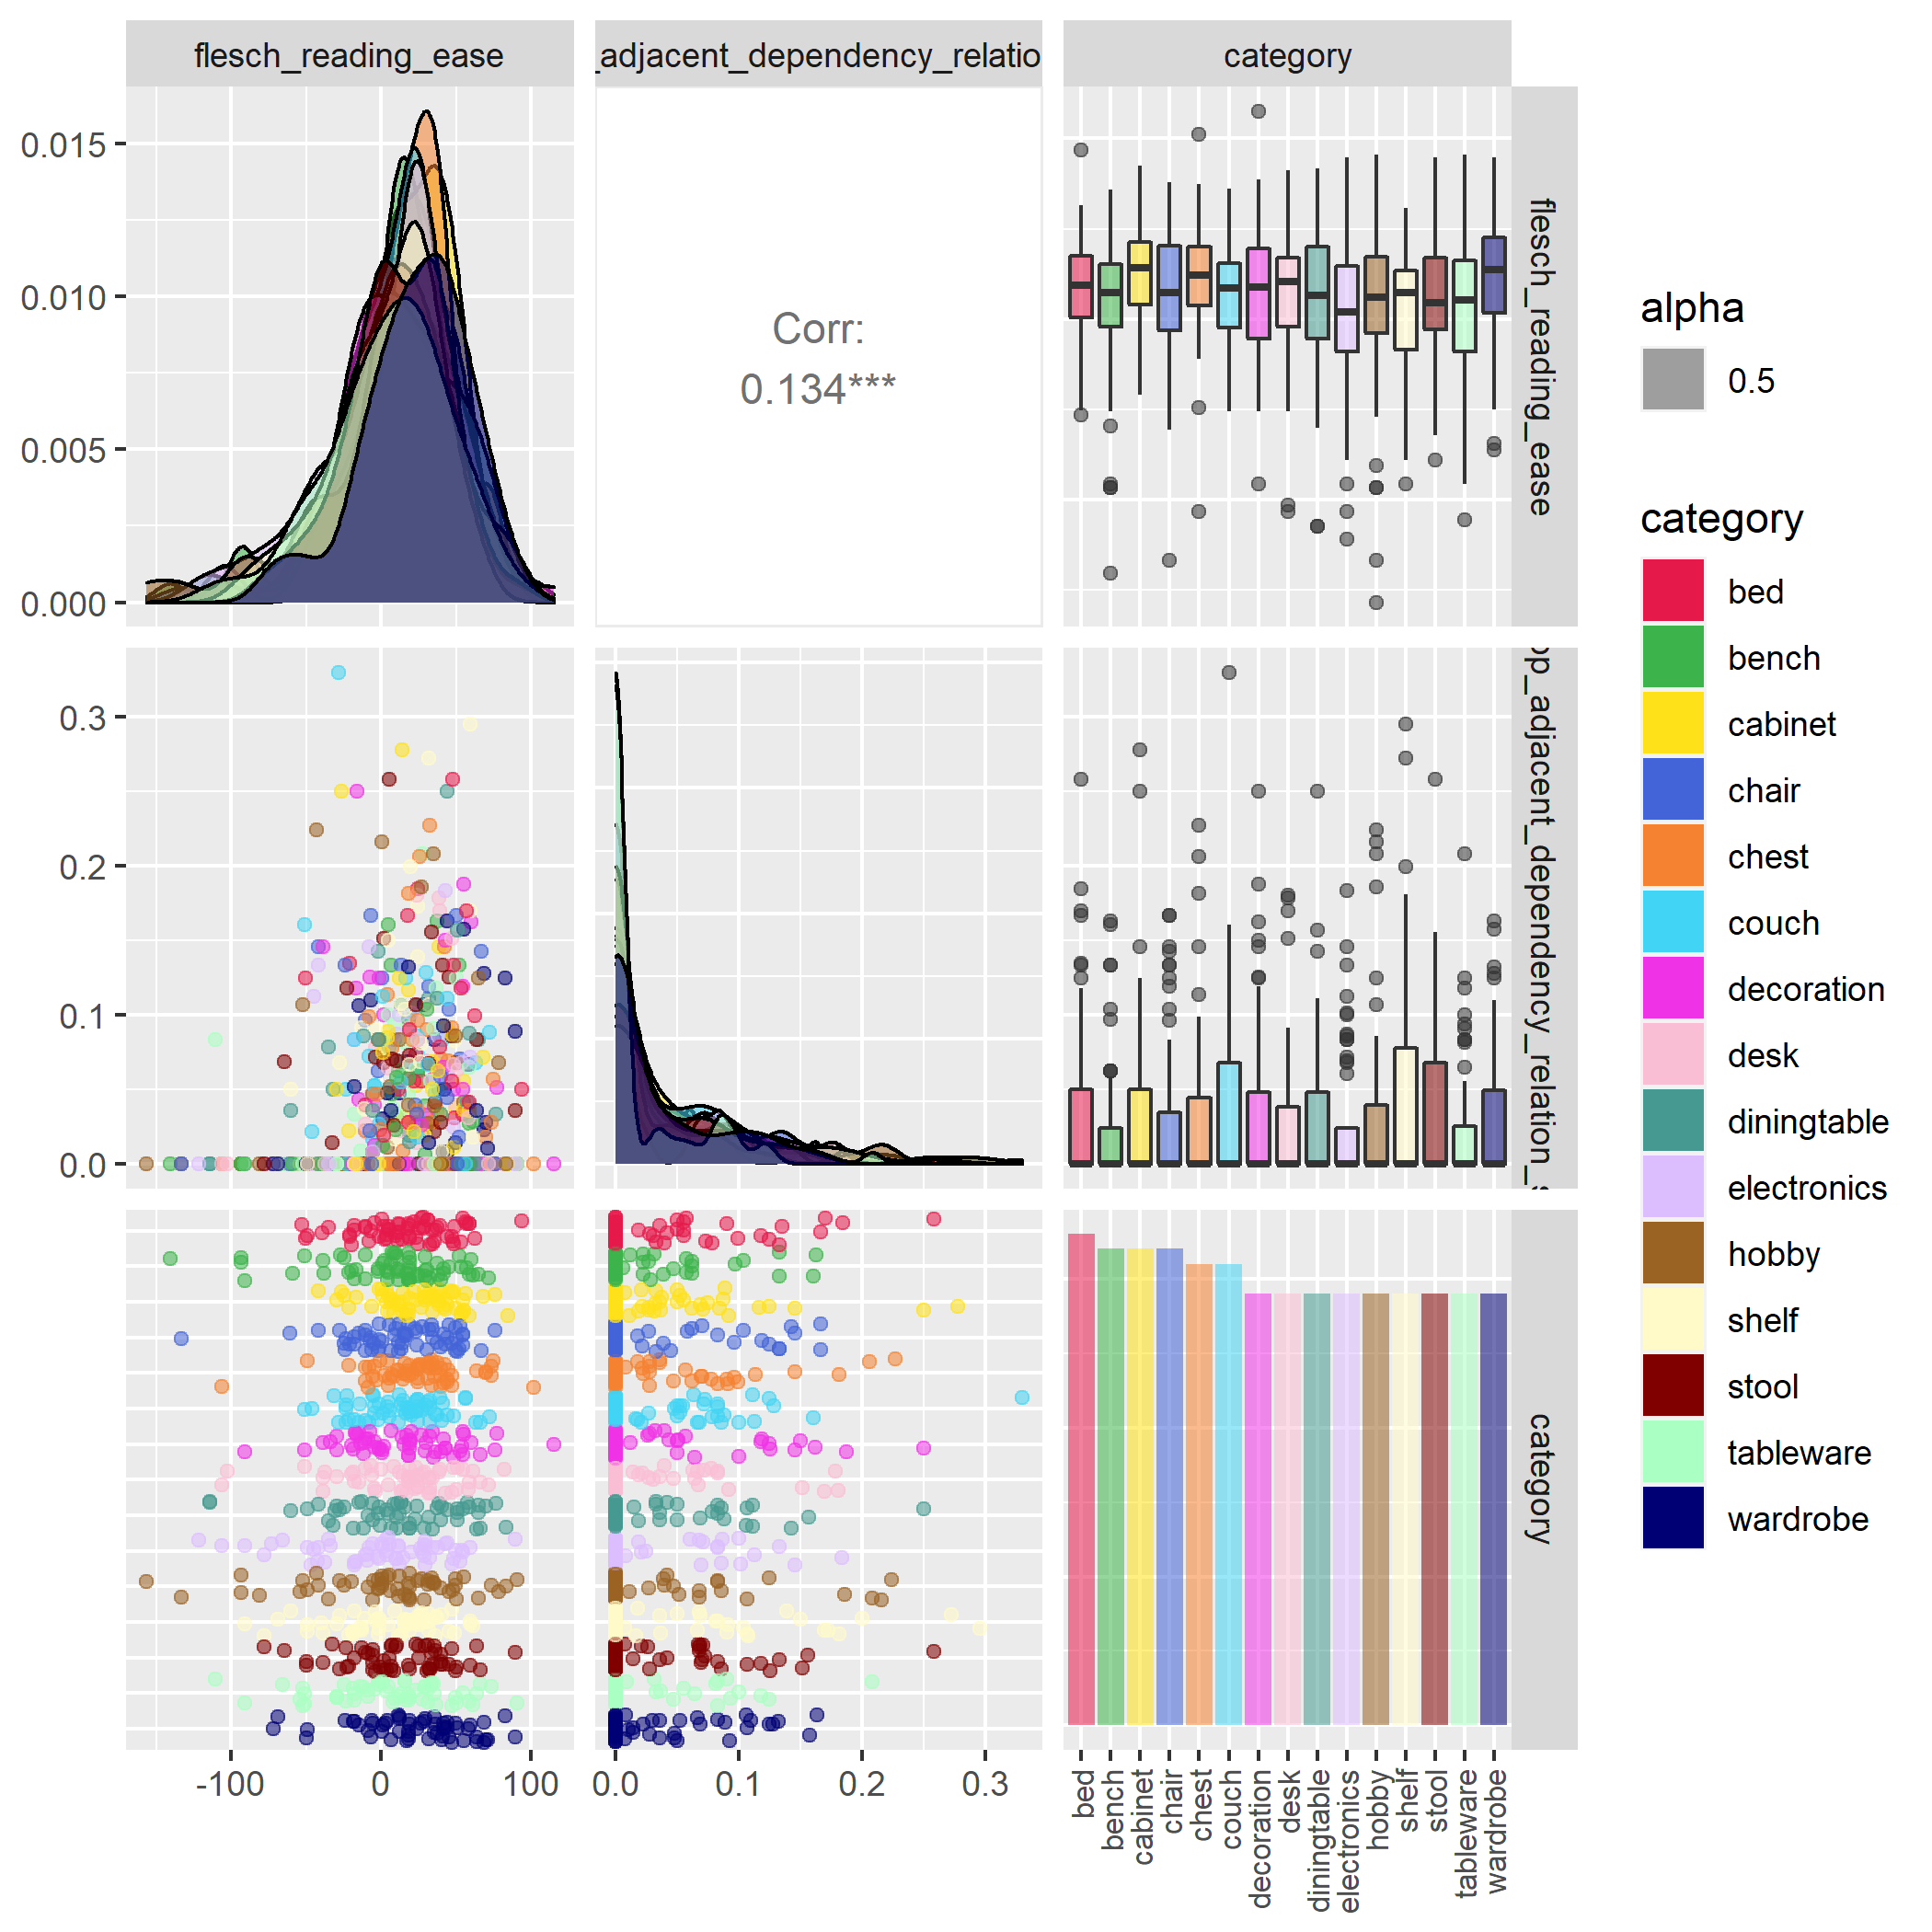 flesch_reading_ease
_adjacent_dependency_relatio
category
0.015
0.010
0.005
0.000
Corr:
0.134***
flesch_reading_ease
0.3
0.2
0.1
0.0
op_adjacent_dependency_relation_s
category
-100
0
100
0.0
0.1
0.2
0.3
bed
bench
cabinet
chair
chest
couch
decoration
desk
diningtable
electronics
hobby
shelf
stool
tableware
wardrobe
alpha
0.5
category
bed
bench
cabinet
chair
chest
couch
decoration
desk
diningtable
electronics
hobby
shelf
stool
tableware
wardrobe